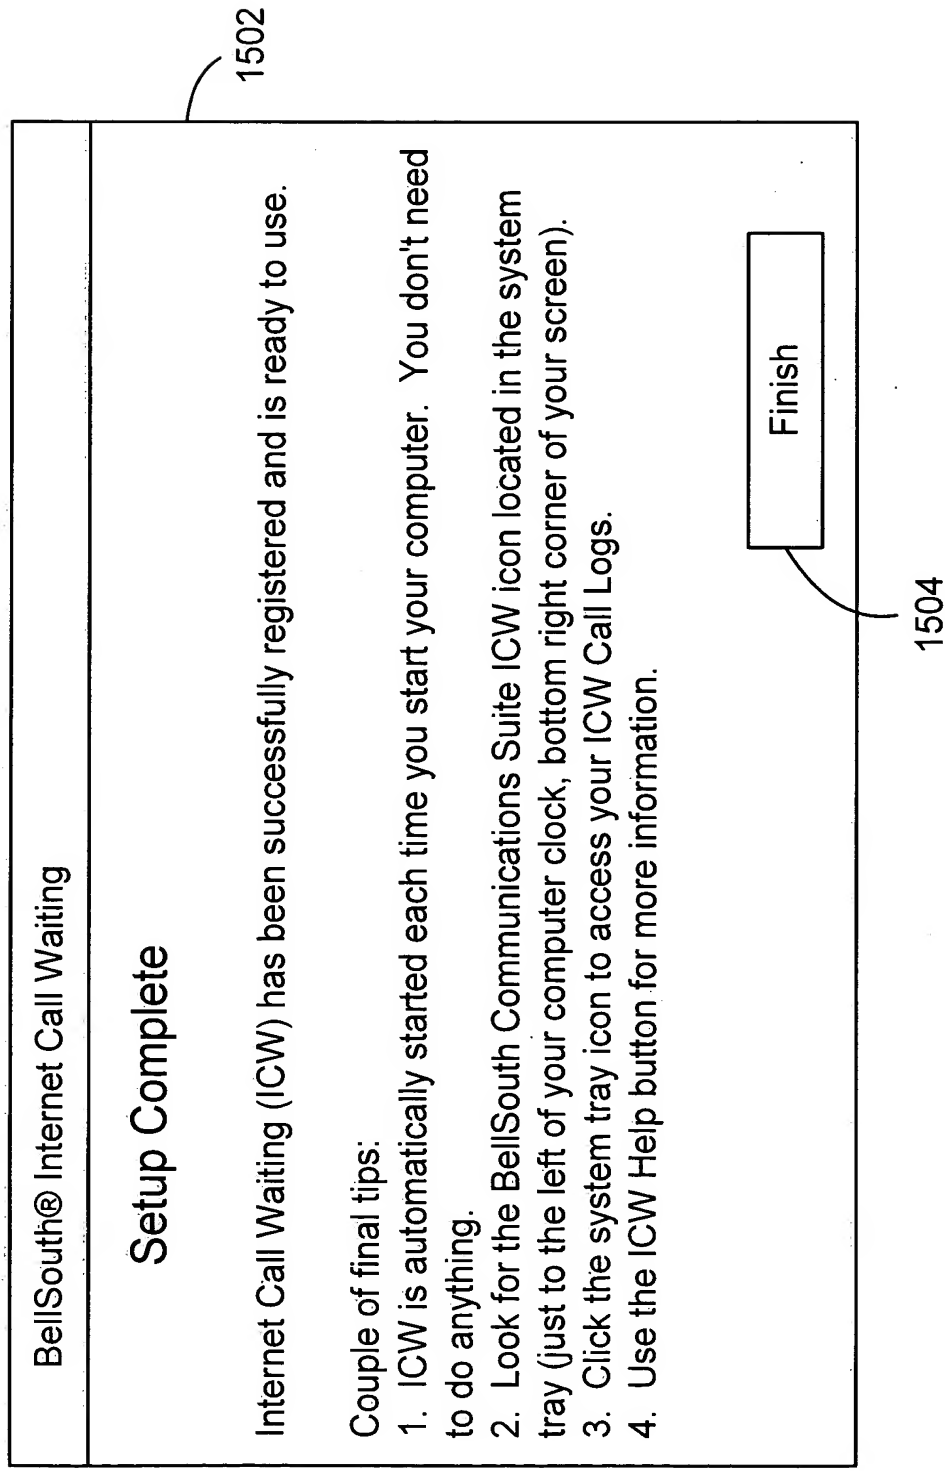 BellSouth® Internet Call Waiting
Setup Complete
1502
Internet Call Waiting (ICW) has been successfully registered and is ready to use.
Couple of final tips:
1. ICW is automatically started each time you start your computer. You don't need
to do anything.
2. Look for the BellSouth Communications Suite ICW icon located in the system
tray (just to the left of your computer clock, bottom right corner of your screen).
3. Click the system tray icon to access your ICW Call Logs.
4. Use the ICW Help button for more information.
Finish
1504